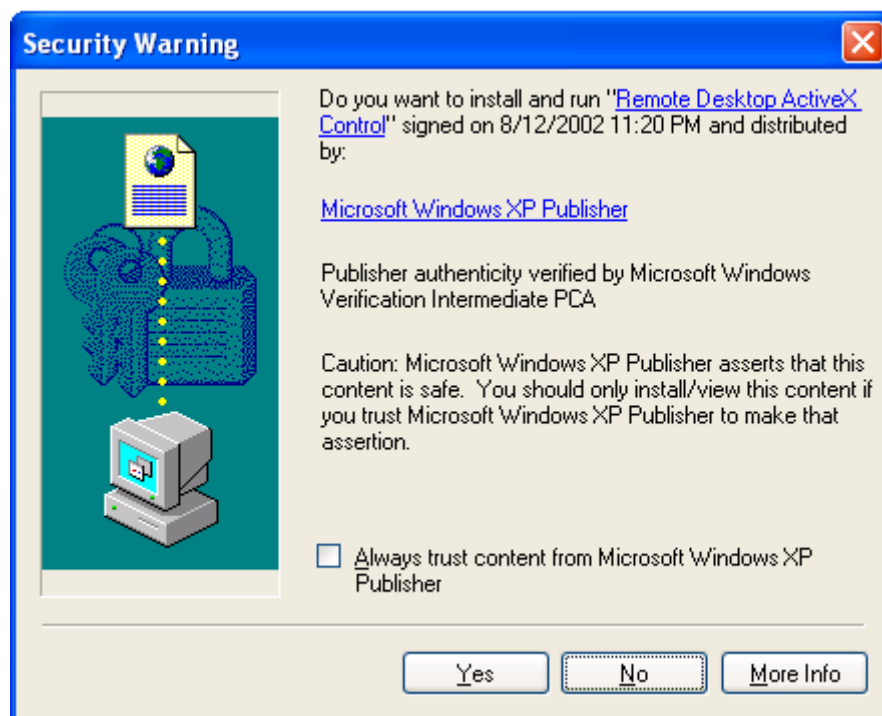 Security Warning
Do you want to install and run "Remote Desktop ActiveX
Control" signed on 8/12/2002 11:20 PM and distributed
by:
Microsoft Windows XP Publisher
Publisher authenticity verified by Microsoft Windows
Verification Intermediate PCA
Caution: Microsoft Windows XP Publisher asserts that this
content is safe.  You should only install/view this content if
you trust Microsoft Windows XP Publisher to make that
assertion.
Always trust content from Microsoft Windows XP
Publisher
Yes No More Info